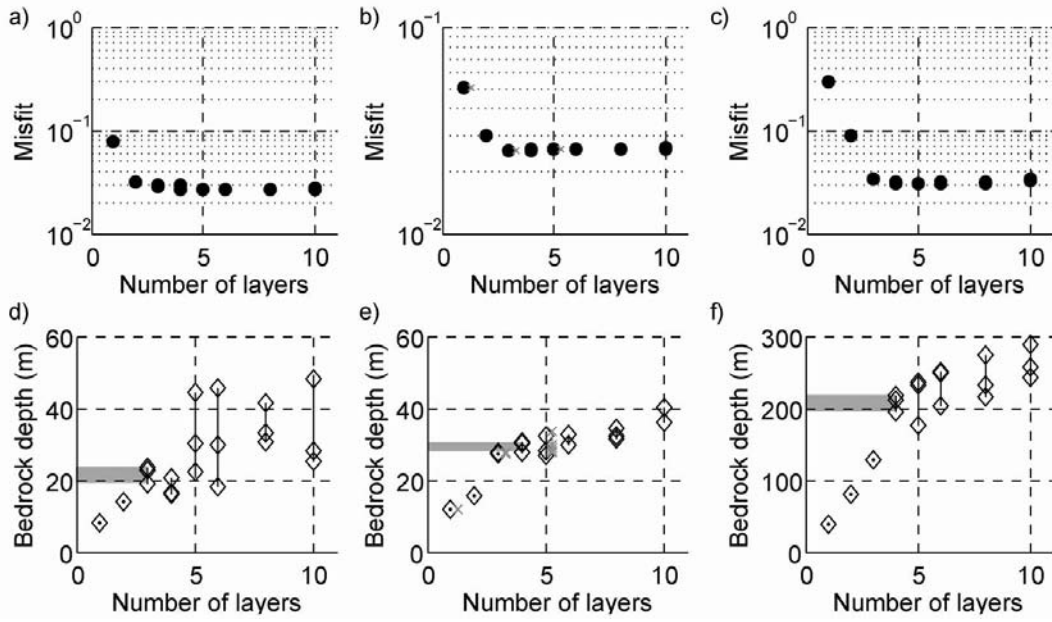 a)
10^0
10^-1
10^-2
Misfit
0 5 10
Number of layers
b)
10^-1
10^-2
Misfit
0 5 10
Number of layers
c)
10^0
10^-1
10^-2
Misfit
0 5 10
Number of layers
d)
60
40
20
0
Bedrock depth (m)
0 5 10
Number of layers
e)
60
40
20
0
Bedrock depth (m)
0 5 10
Number of layers
f)
300
200
100
00
Bedrock depth (m)
0 5 10
Number of layers